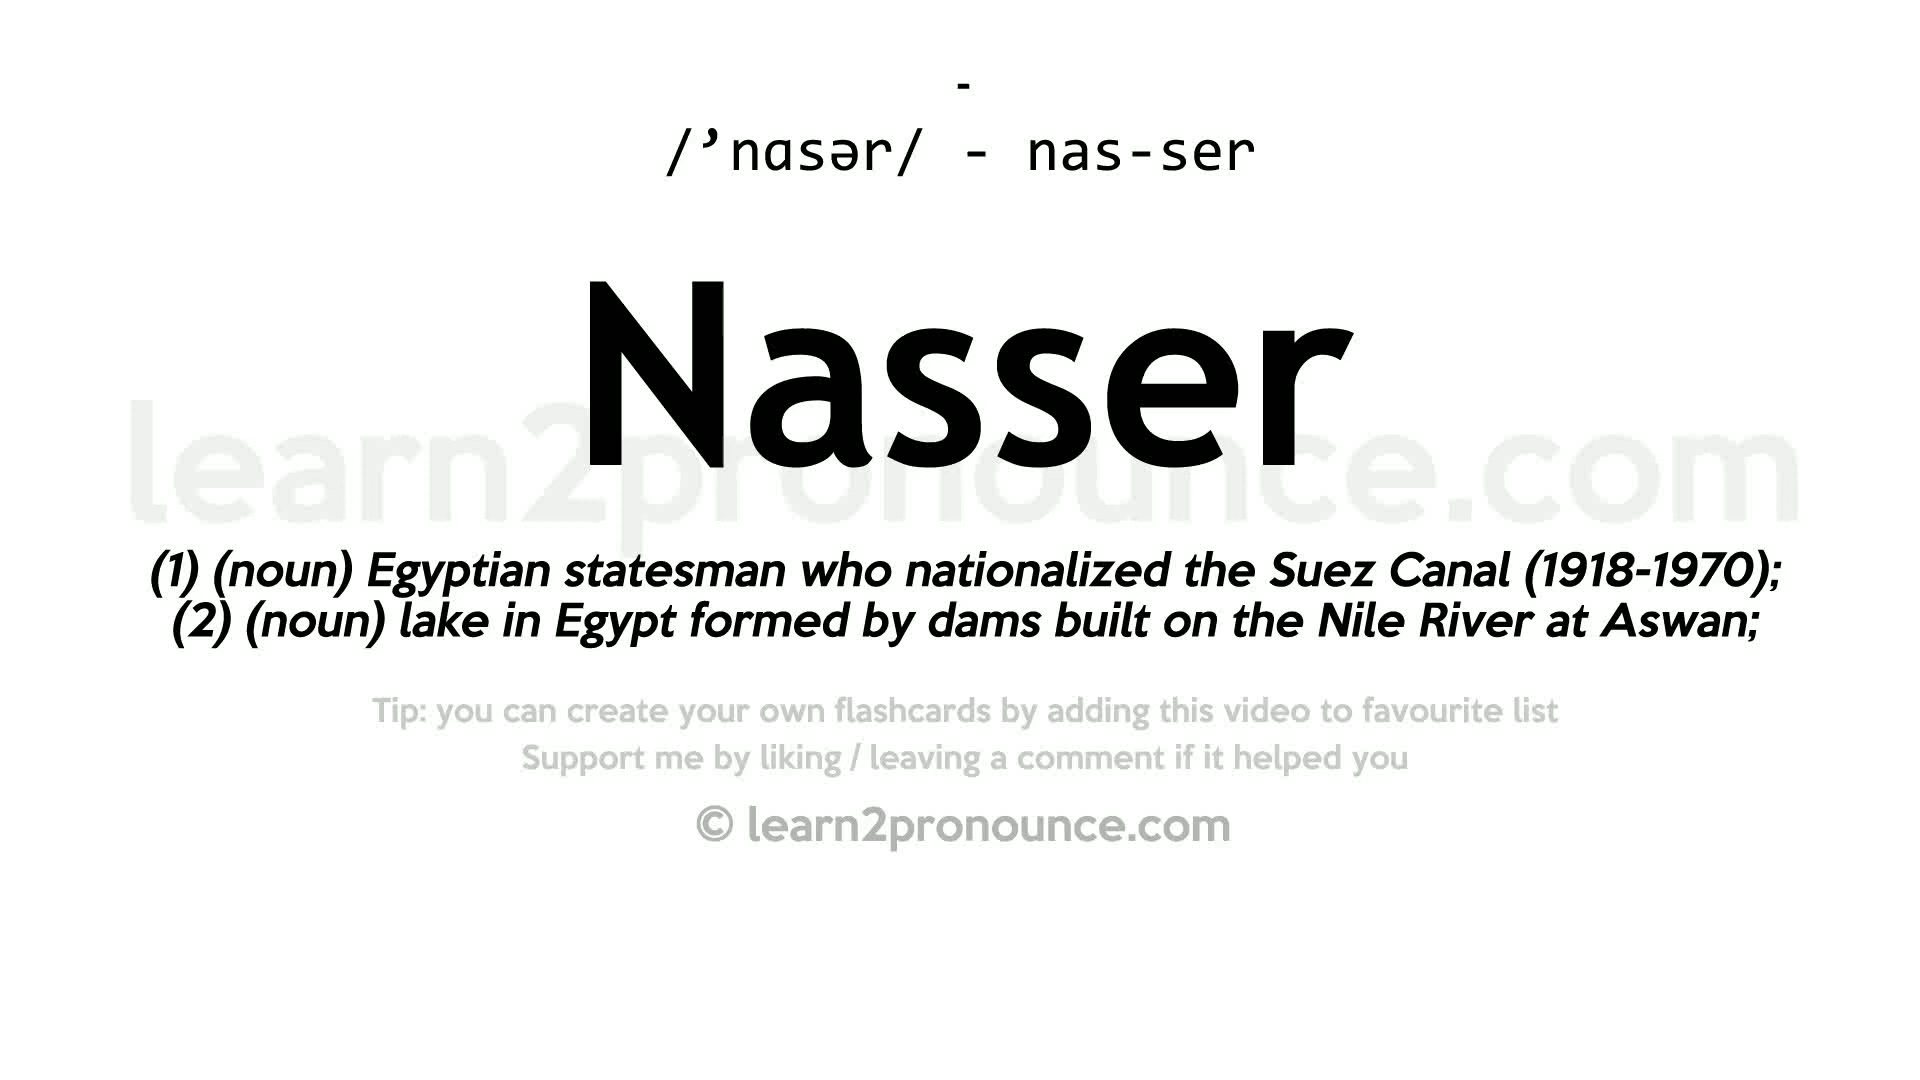 -
/’nɑsər/ - nas-ser
Nasser
learn2pronounce.com
(1) (noun) Egyptian statesman who nationalized the Suez Canal (1918-1970);
(2) (noun) lake in Egypt formed by dams built on the Nile River at Aswan;
Tip: you can create your own flashcards by adding this video to favourite list
Support me by liking / leaving a comment if it helped you
© learn2pronounce.com